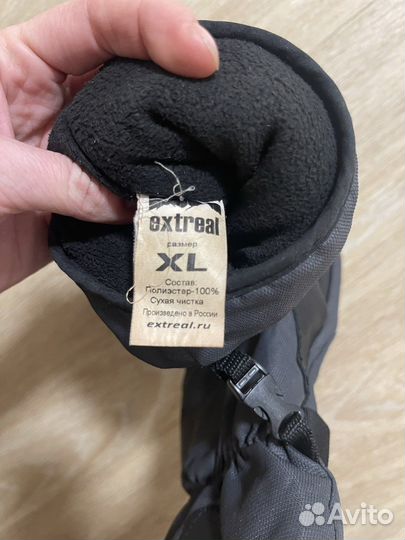 extreal
размер
XL
Состав:
Полиэстер-100%
Сухая чистка
Произведено в России
extreal.ru
Avito